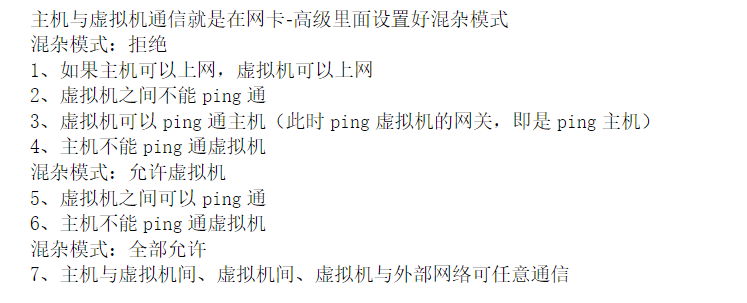 主机与虚拟机通信就是在网卡-高级里面设置好混杂模式
混杂模式：拒绝
1、如果主机可以上网，虚拟机可以上网
2、虚拟机之间不能 ping 通
3、虚拟机可以 ping 通主机（此时 ping 虚拟机的网关，即是 ping 主机）
4、主机不能 ping 通虚拟机
混杂模式：允许虚拟机
5、虚拟机之间可以 ping 通
6、主机不能 ping 通虚拟机
混杂模式：全部允许
7、主机与虚拟机间、虚拟机间、虚拟机与外部网络可任意通信